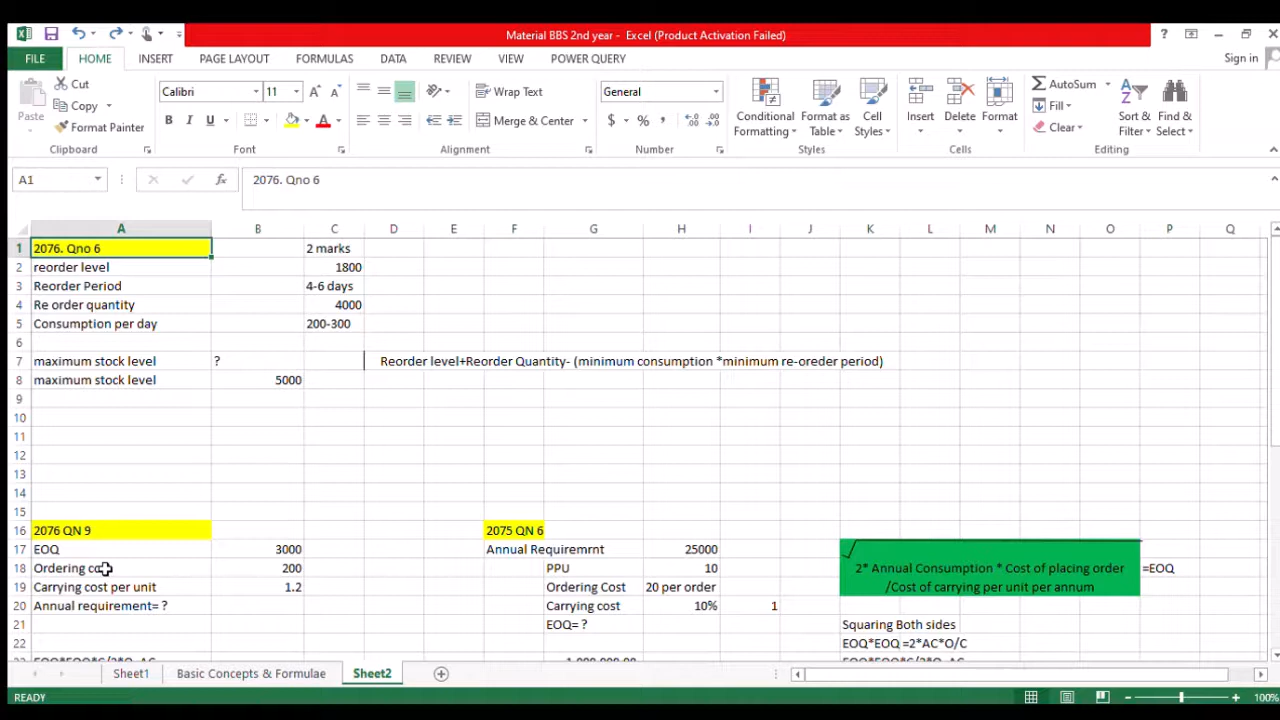 Material BBS 2nd year - Excel (Product Activation Failed)
Sign in
FILE HOME INSERT PAGE LAYOUT FORMULAS DATA REVIEW VIEW POWER QUERY
Paste
Cut
Copy
Format Painter
Clipboard
Calibri 11
B I U
Font
Wrap Text
Merge & Center
Alignment
General
$ % ,
Number
Conditional Formatting
Format as Table
Cell Styles
Styles
Insert
Delete
Format
Cells
AutoSum
Fill
Clear
Sort & Filter
Find & Select
Editing
A1 fx 2076. Qno 6
A B C D E F G H I J K L M N O P Q
1 2076. Qno 6 2 marks
2 reorder level 1800
3 Reorder Period 4-6 days
4 Re order quantity 4000
5 Consumption per day 200-300
6
7 maximum stock level ? Reorder level+Reorder Quantity- (minimum consumption *minimum re-oreder period)
8 maximum stock level 5000
9
10
11
12
13
14
15
16 2076 QN 9 2075 QN 6
17 EOQ 3000 Annual Requiremrnt 25000
18 Ordering cost 200 PPU 10 2* Annual Consumption * Cost of placing order =EOQ
19 Carrying cost per unit 1.2 Ordering Cost 20 per order /Cost of carrying per unit per annum
20 Annual requirement= ? Carrying cost 10% 1
21 EOQ= ? Squaring Both sides
22 EOQ*EOQ =2*AC*O/C
Sheet1 Basic Concepts & Formulae Sheet2
READY 100%